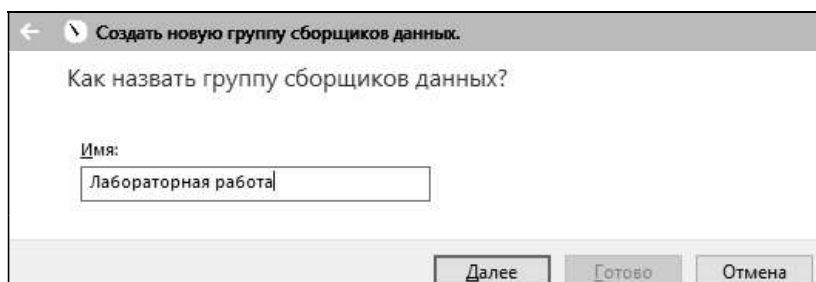 Создать новую группу сборщиков данных.
Как назвать группу сборщиков данных?
Имя:
Лабораторная работа
Далее Готово Отмена